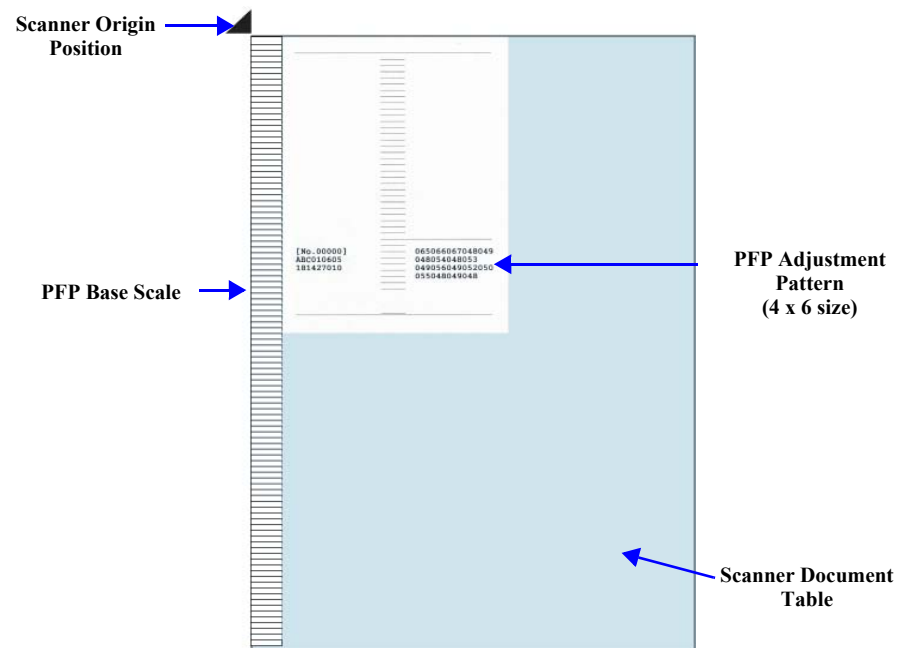 Scanner Origin
Position
[No.00000]
ABC010605
181427010
065066067048049
048054048053
049056049052050
055048049048
PFP Base Scale
PFP Adjustment
Pattern
(4 x 6 size)
Scanner Document
Table